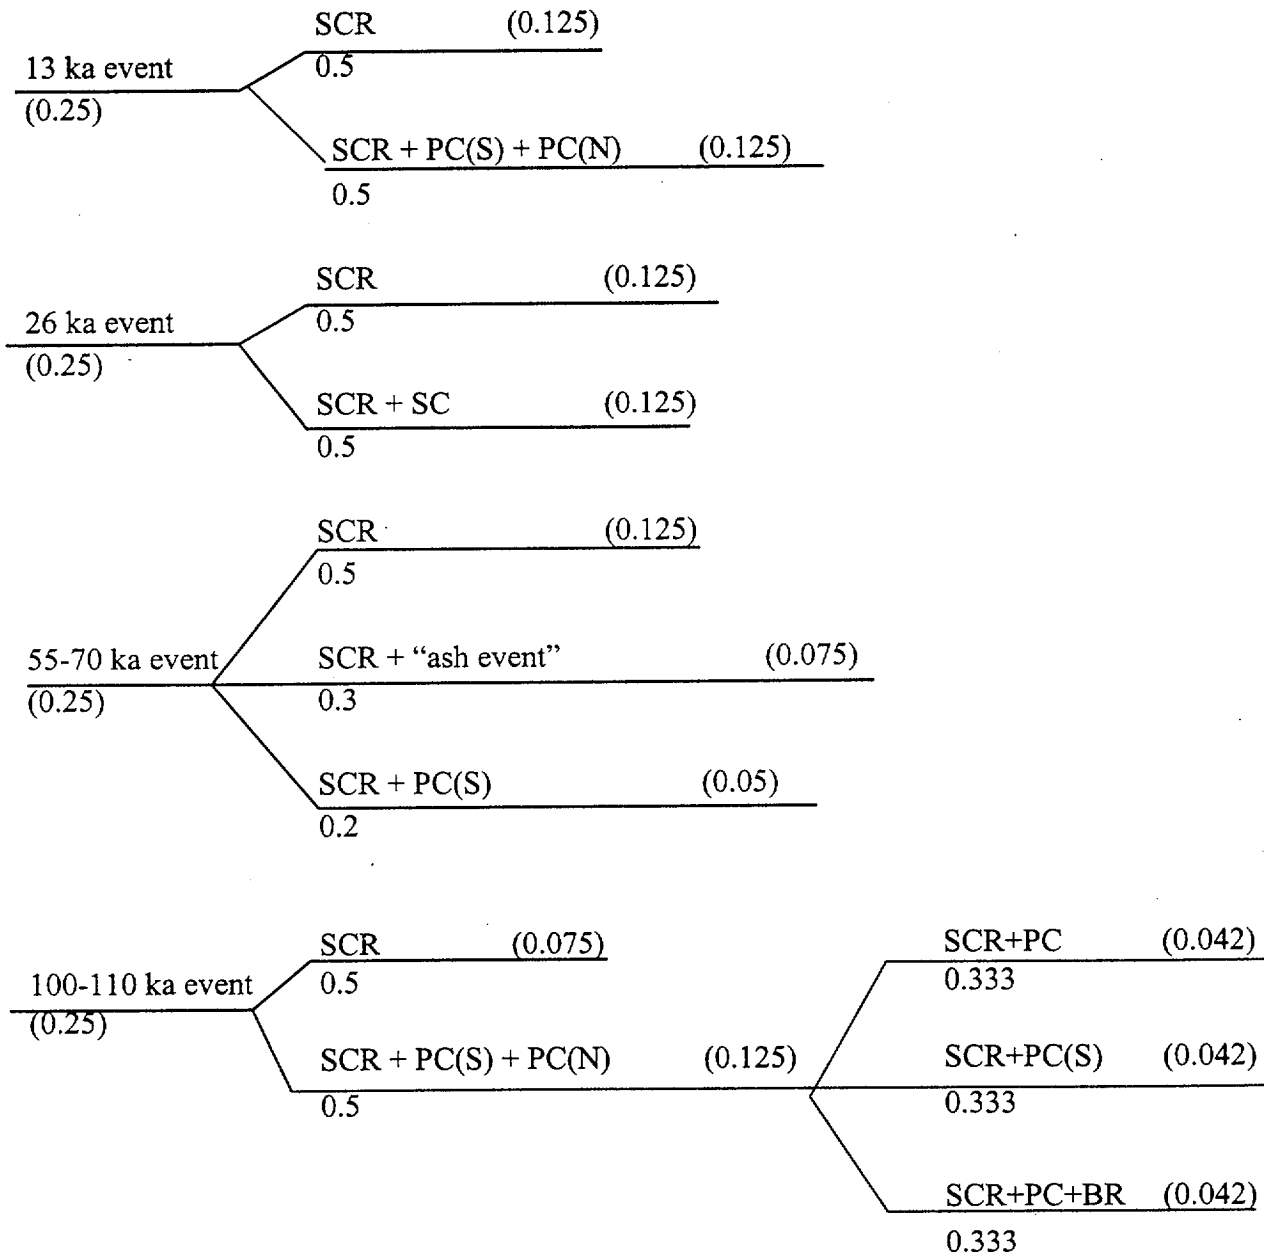 SCR (0.125)
0.5
13 ka event
(0.25)
SCR + PC(S) + PC(N) (0.125)
0.5
SCR (0.125)
0.5
26 ka event
(0.25)
SCR + SC (0.125)
0.5
SCR (0.125)
0.5
55-70 ka event
(0.25)
SCR + “ash event” (0.075)
0.3
SCR + PC(S) (0.05)
0.2
SCR (0.075)
0.5
100-110 ka event
(0.25)
SCR + PC(S) + PC(N) (0.125)
0.5
SCR+PC (0.042)
0.333
SCR+PC(S) (0.042)
0.333
SCR+PC+BR (0.042)
0.333